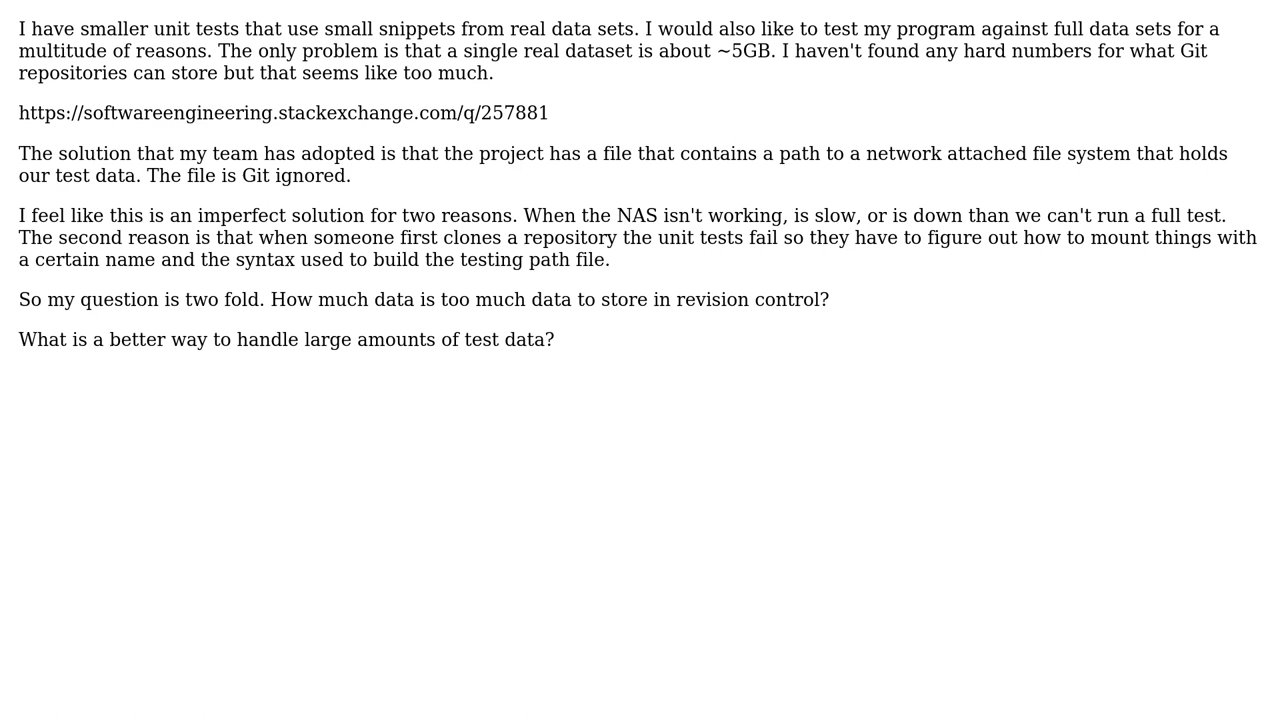 I have smaller unit tests that use small snippets from real data sets. I would also like to test my program against full data sets for a
multitude of reasons. The only problem is that a single real dataset is about ~5GB. I haven't found any hard numbers for what Git
repositories can store but that seems like too much.
https://softwareengineering.stackexchange.com/q/257881
The solution that my team has adopted is that the project has a file that contains a path to a network attached file system that holds
our test data. The file is Git ignored.
I feel like this is an imperfect solution for two reasons. When the NAS isn't working, is slow, or is down than we can't run a full test.
The second reason is that when someone first clones a repository the unit tests fail so they have to figure out how to mount things with
a certain name and the syntax used to build the testing path file.
So my question is two fold. How much data is too much data to store in revision control?
What is a better way to handle large amounts of test data?